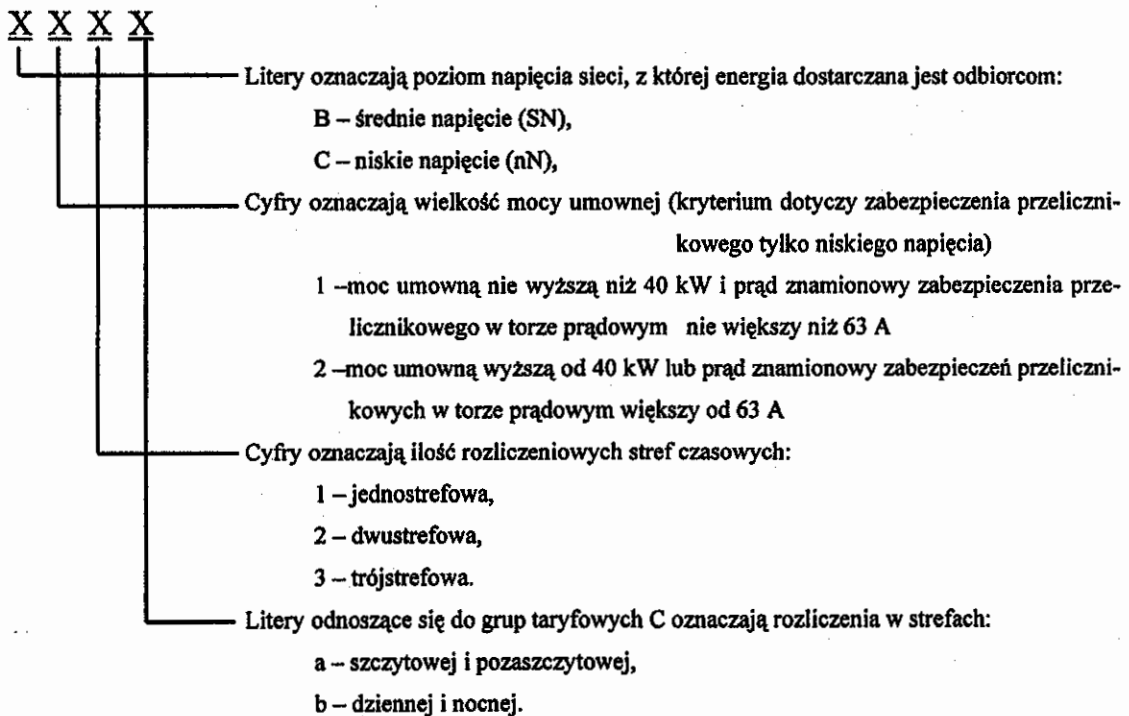 X X X X
Litery oznaczają poziom napięcia sieci, z której energia dostarczana jest odbiorcom:
B – średnie napięcie (SN),
C – niskie napięcie (nN),
Cyfry oznaczają wielkość mocy umownej (kryterium dotyczy zabezpieczenia przeliczni-
kowego tylko niskiego napięcia)
1 –moc umowną nie wyższą niż 40 kW i prąd znamionowy zabezpieczenia prze-
licznikowego w torze prądowym nie większy niż 63 A
2 –moc umowną wyższą od 40 kW lub prąd znamionowy zabezpieczeń przeliczni-
kowych w torze prądowym większy od 63 A
Cyfry oznaczają ilość rozliczeniowych stref czasowych:
1 – jednostrefowa,
2 – dwustrefowa,
3 – trójstrefowa.
Litery odnoszące się do grup taryfowych C oznaczają rozliczenia w strefach:
a – szczytowej i pozaszczytowej,
b – dziennej i nocnej.